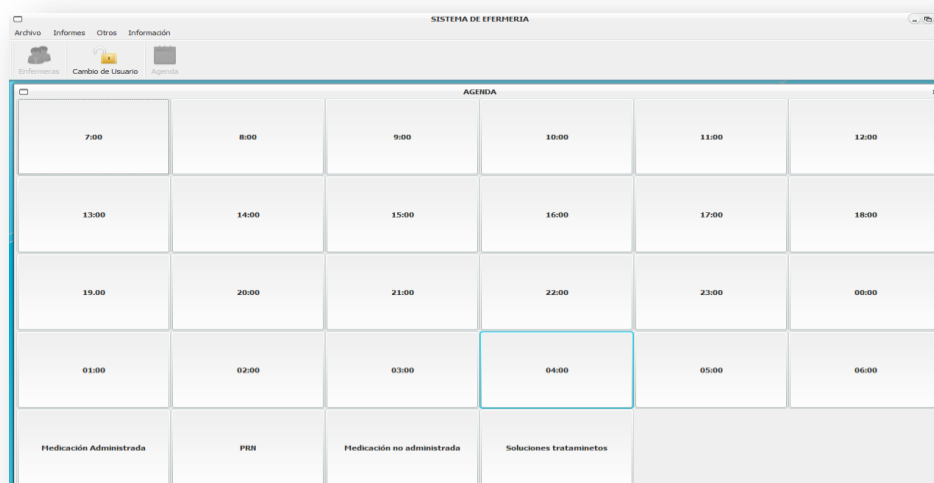 SISTEMA DE EFERMERIA
Archivo Informes Otros Información
Enfermeras Cambio de Usuario Agenda
AGENDA
7:00 8:00 9:00 10:00 11:00 12:00
13:00 14:00 15:00 16:00 17:00 18:00
19.00 20:00 21:00 22:00 23:00 00:00
01:00 02:00 03:00 04:00 05:00 06:00
Medicación Administrada PRN Medicación no administrada Soluciones trataminetos